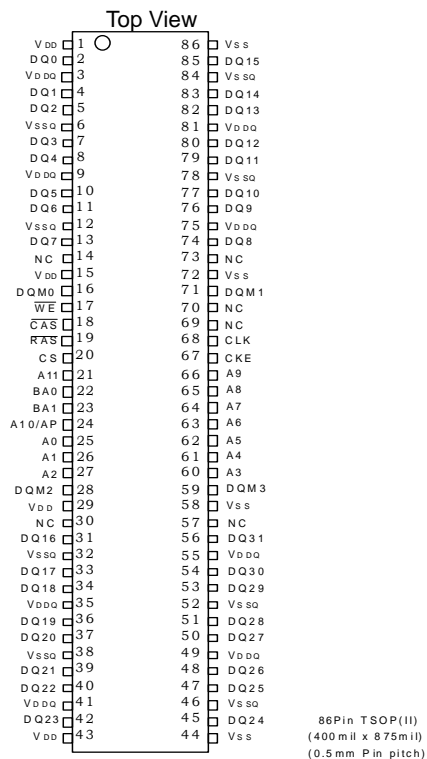 Top View
VDD 1 86 VSS
DQ0 2 85 DQ15
VDDQ 3 84 VSSQ
DQ1 4 83 DQ14
DQ2 5 82 DQ13
VSSQ 6 81 VDDQ
DQ3 7 80 DQ12
DQ4 8 79 DQ11
VDDQ 9 78 VSSQ
DQ5 10 77 DQ10
DQ6 11 76 DQ9
VSSQ 12 75 VDDQ
DQ7 13 74 DQ8
NC 14 73 NC
VDD 15 72 VSS
DQM0 16 71 DQM1
WE 17 70 NC
CAS 18 69 NC
RAS 19 68 CLK
CS 20 67 CKE
A11 21 66 A9
BA0 22 65 A8
BA1 23 64 A7
A10/AP 24 63 A6
A0 25 62 A5
A1 26 61 A4
A2 27 60 A3
DQM2 28 59 DQM3
VDD 29 58 VSS
NC 30 57 NC
DQ16 31 56 DQ31
VSSQ 32 55 VDDQ
DQ17 33 54 DQ30
DQ18 34 53 DQ29
VDDQ 35 52 VSSQ
DQ19 36 51 DQ28
DQ20 37 50 DQ27
VSSQ 38 49 VDDQ
DQ21 39 48 DQ26
DQ22 40 47 DQ25
VDDQ 41 46 VSSQ
DQ23 42 45 DQ24
VDD 43 44 VSS
86Pin TSOP(II)
(400mil x 875mil)
(0.5mm Pin pitch)